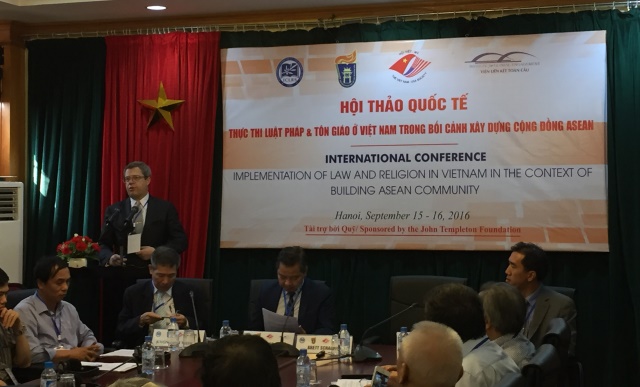 HỘI THẢO QUỐC TẾ
THỰC THI LUẬT PHÁP & TÔN GIÁO Ở VIỆT NAM TRONG BỐI CẢNH XÂY DỰNG CỘNG ĐỒNG ASEAN
INTERNATIONAL CONFERENCE
IMPLEMENTATION OF LAW AND RELIGION IN VIETNAM IN THE CONTEXT OF
BUILDING ASEAN COMMUNITY
Hanoi, September 15 - 16, 2016
Tài trợ bởi Quỹ/ Sponsored by the John Templeton Foundation